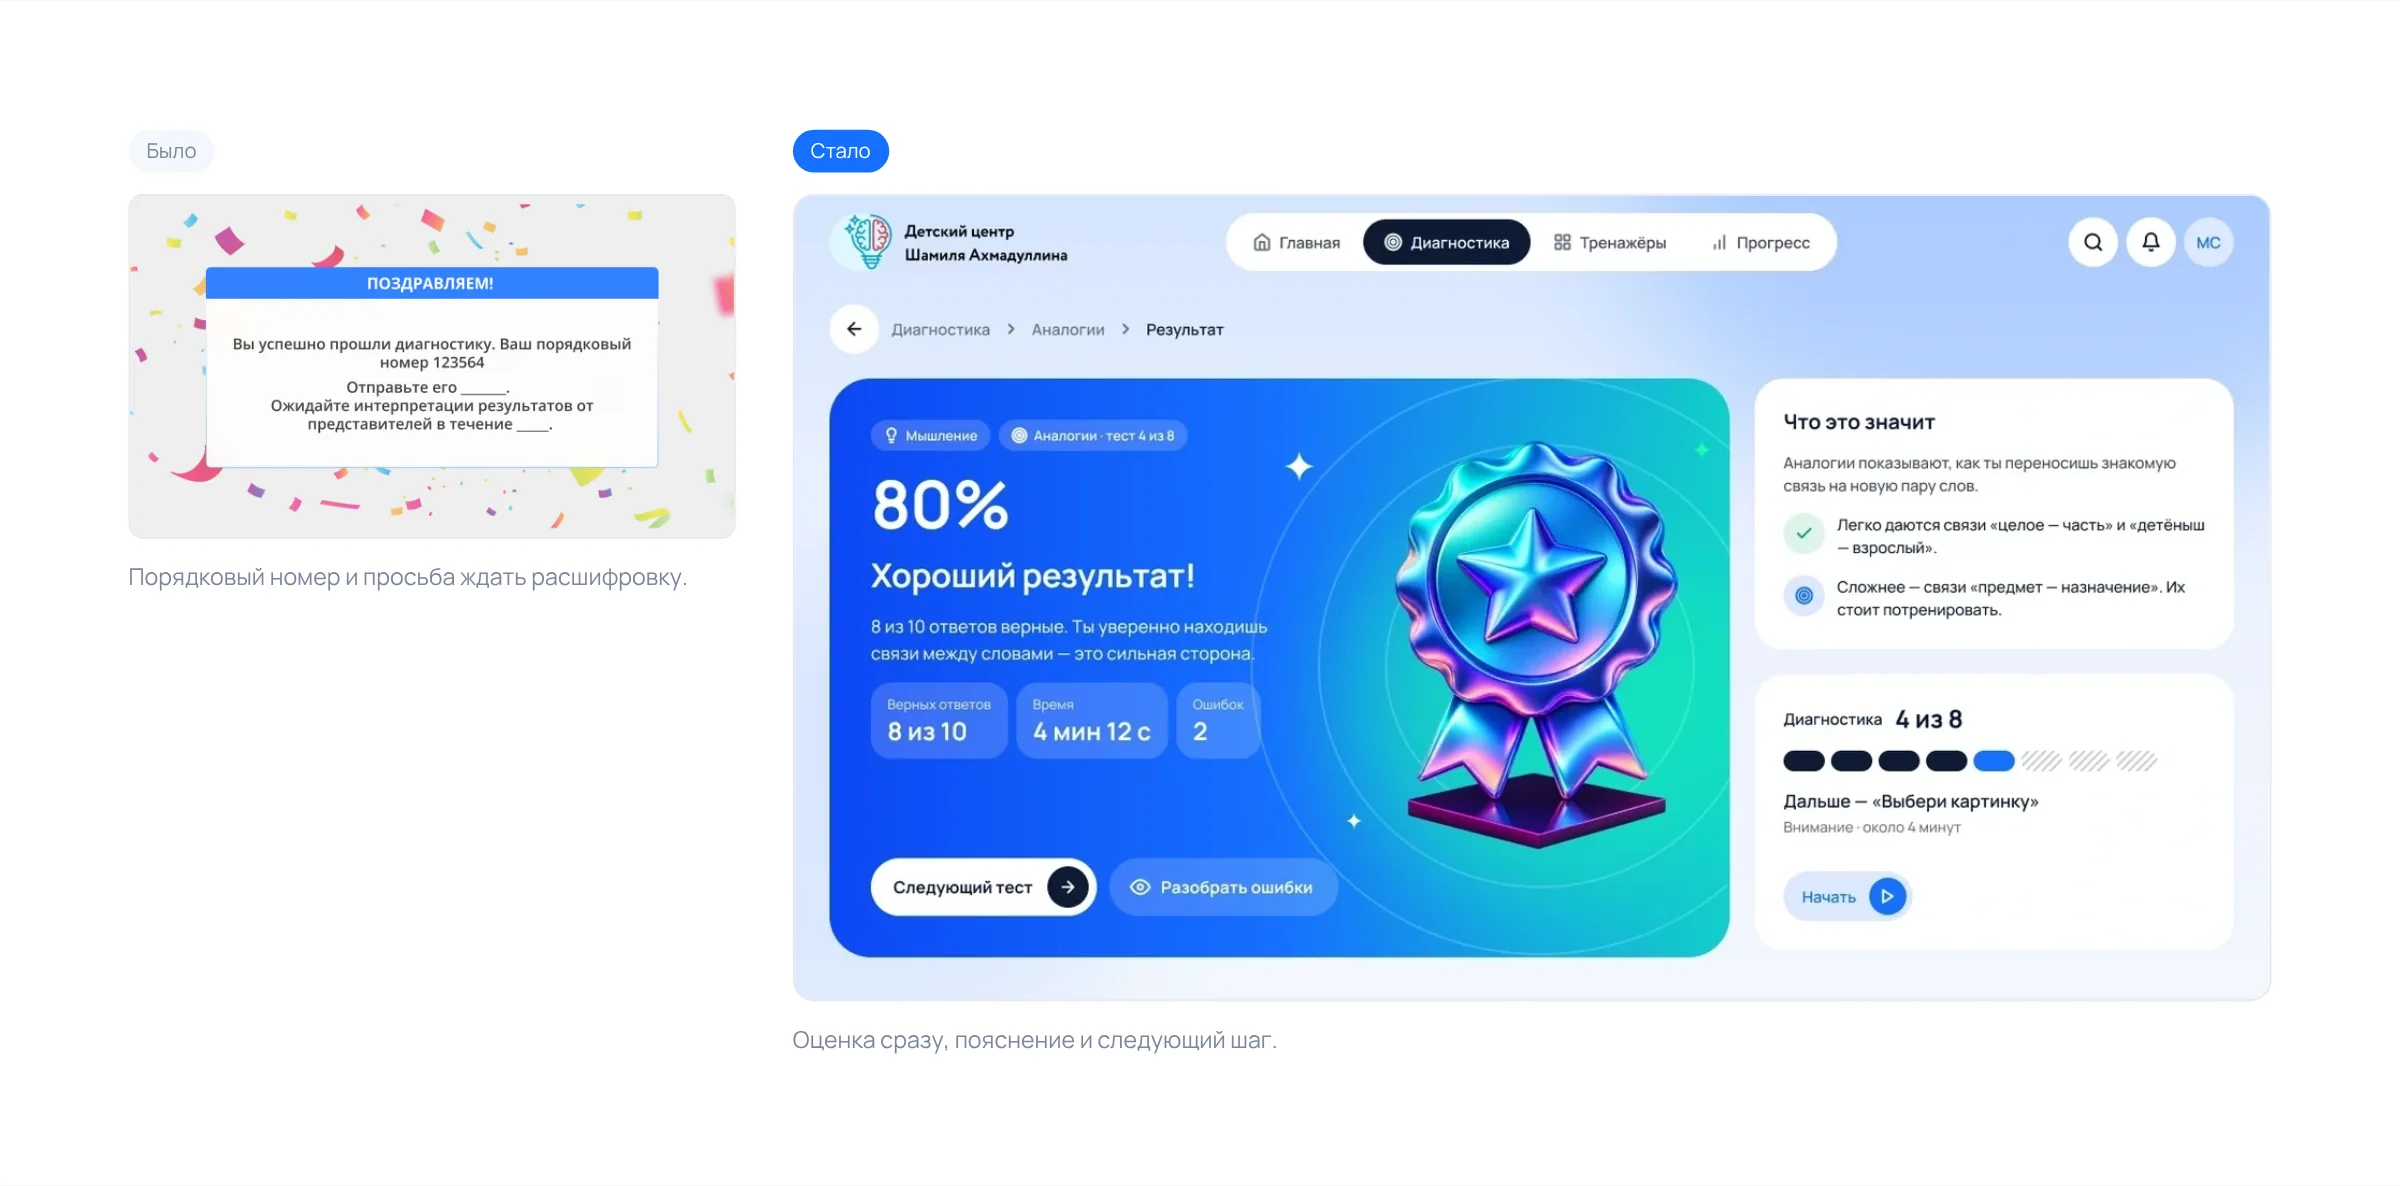 Было
ПОЗДРАВЛЯЕМ!
Вы успешно прошли диагностику. Ваш порядковый
номер 123564
Отправьте его ______.
Ожидайте интерпретации результатов от
представителей в течение ____.
Порядковый номер и просьба ждать расшифровку.
Стало
Детский центр
Шамиля Ахмадуллина
Главная
Диагностика
Тренажёры
Прогресс
МС
Диагностика > Аналогии > Результат
Мышление
Аналогии · тест 4 из 8
80%
Хороший результат!
8 из 10 ответов верные. Ты уверенно находишь
связи между словами — это сильная сторона.
Верных ответов
8 из 10
Время
4 мин 12 с
Ошибок
2
Следующий тест
Разобрать ошибки
Что это значит
Аналогии показывают, как ты переносишь знакомую
связь на новую пару слов.
Легко даются связи «целое — часть» и «детёныш
— взрослый».
Сложнее — связи «предмет — назначение». Их
стоит потренировать.
Диагностика 4 из 8
Дальше — «Выбери картинку»
Внимание · около 4 минут
Начать
Оценка сразу, пояснение и следующий шаг.